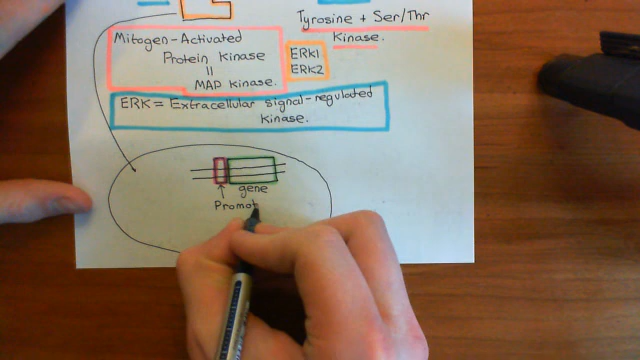 Tyrosine + Ser/Thr
Kinase.
Mitogen-Activated
Protein kinase
=
MAP kinase.
ERK1
ERK2
ERK = Extracellular signal-regulated
kinase.
gene
Promot